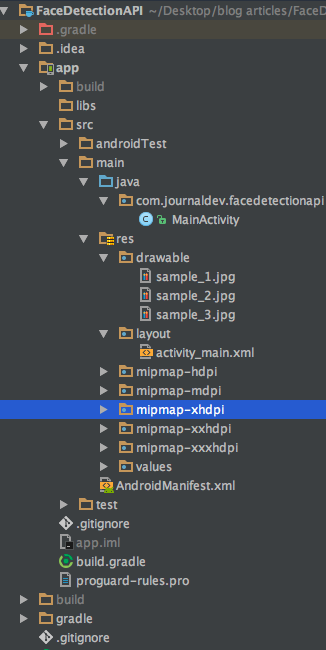 FaceDetectionAPI ~/Desktop/blog articles/FaceD
.gradle
.idea
app
build
libs
src
androidTest
main
java
com.journaldev.facedetectionapi
MainActivity
res
drawable
sample_1.jpg
sample_2.jpg
sample_3.jpg
layout
activity_main.xml
mipmap-hdpi
mipmap-mdpi
mipmap-xhdpi
mipmap-xxhdpi
mipmap-xxxhdpi
values
AndroidManifest.xml
test
.gitignore
app.iml
build.gradle
proguard-rules.pro
build
gradle
.gitignore